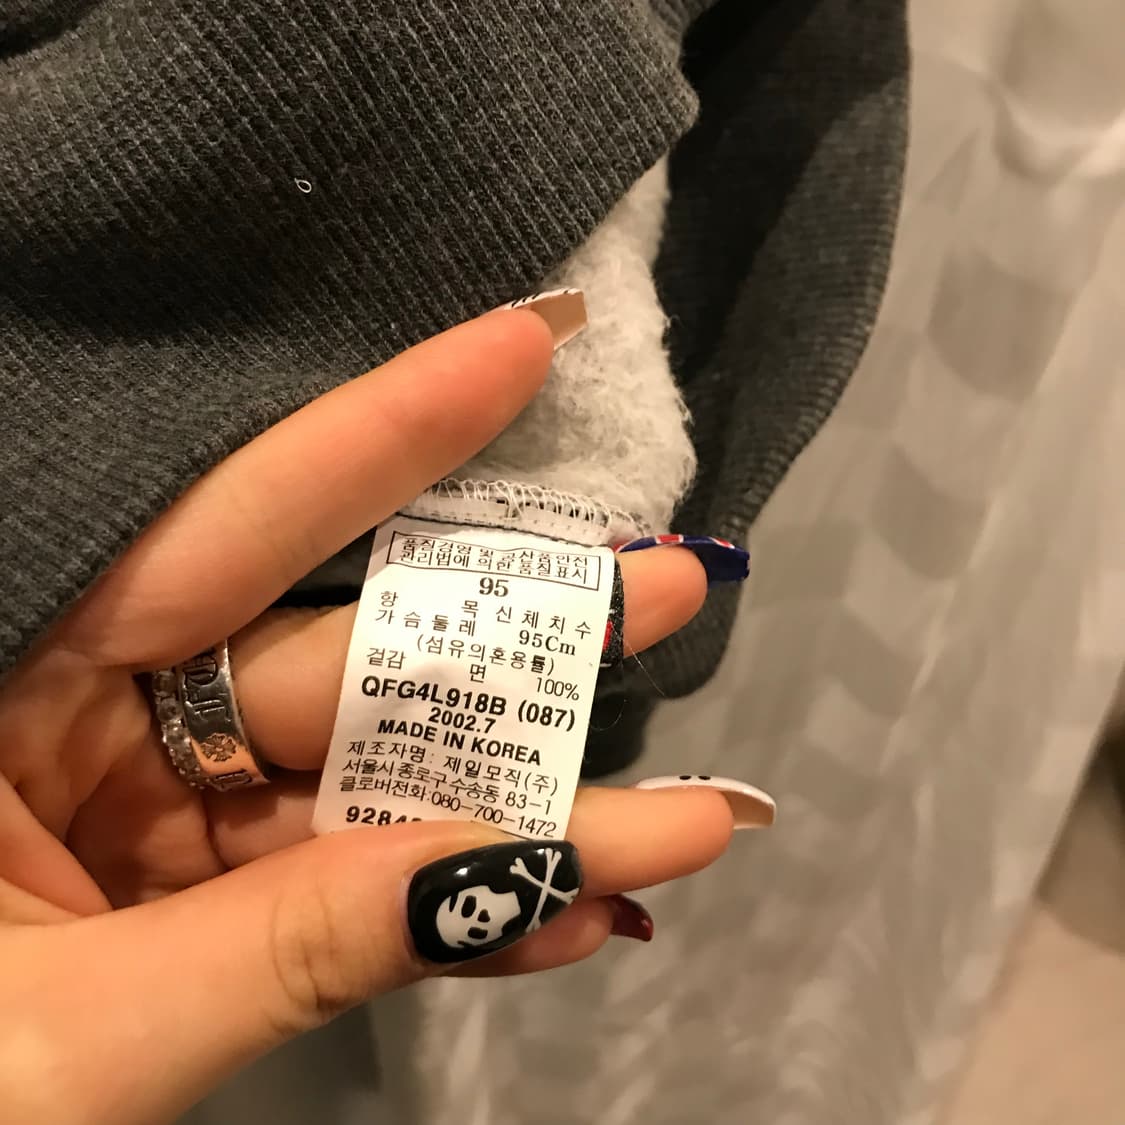 품질경영 및 공산품안전
관리법에 의한 품질표시
95
항 목 신체치수
가슴둘레 95Cm
(섬유의혼용률)
겉감 면 100%
QFG4L918B (087)
2002.7
MADE IN KOREA
제조자명: 제일모직(주)
서울시종로구수송동 83-1
클로버전화:080-700-1472